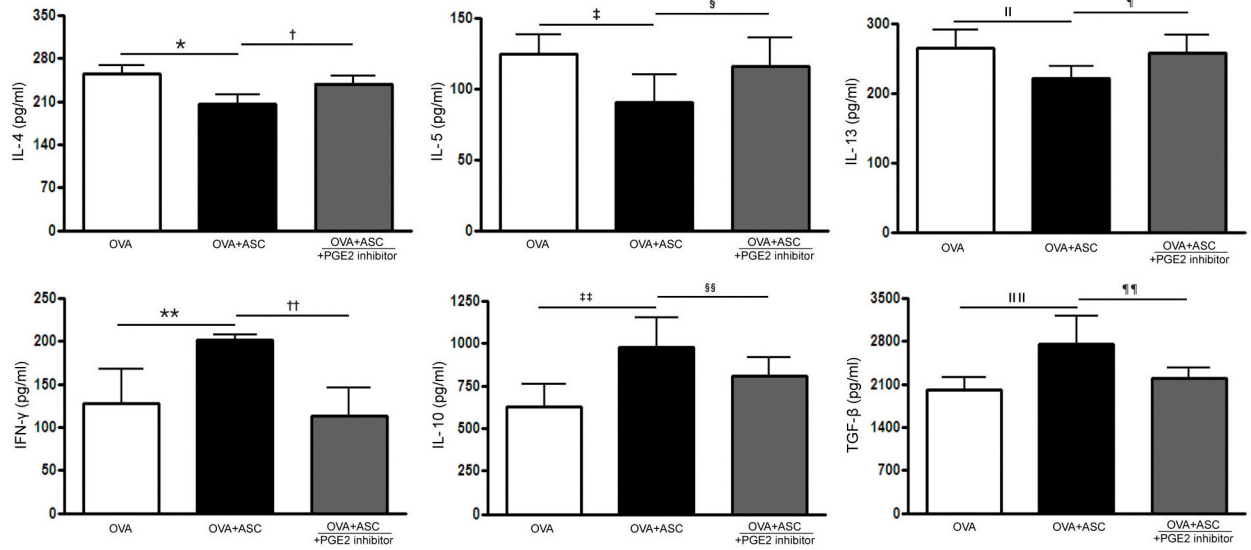 IL-4 (pg/ml)
350
280
210
140
70
0
*
†
OVA
OVA+ASC
OVA+ASC
+PGE2 inhibitor
IL-5 (pg/ml)
150
100
50
0
‡
§
OVA
OVA+ASC
OVA+ASC
+PGE2 inhibitor
IL-13 (pg/ml)
300
200
100
0
II
¶
OVA
OVA+ASC
OVA+ASC
+PGE2 inhibitor
IFN-γ (pg/ml)
250
200
150
100
50
0
**
††
OVA
OVA+ASC
OVA+ASC
+PGE2 inhibitor
IL-10 (pg/ml)
1250
1000
750
500
250
0
‡‡
§§
OVA
OVA+ASC
OVA+ASC
+PGE2 inhibitor
TGF-β (pg/ml)
3500
2800
2100
1400
700
0
II II
¶¶
OVA
OVA+ASC
OVA+ASC
+PGE2 inhibitor